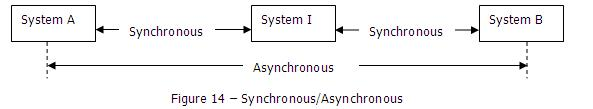 System A
System I
System B
Synchronous
Synchronous
Asynchronous
Figure 14 – Synchronous/Asynchronous